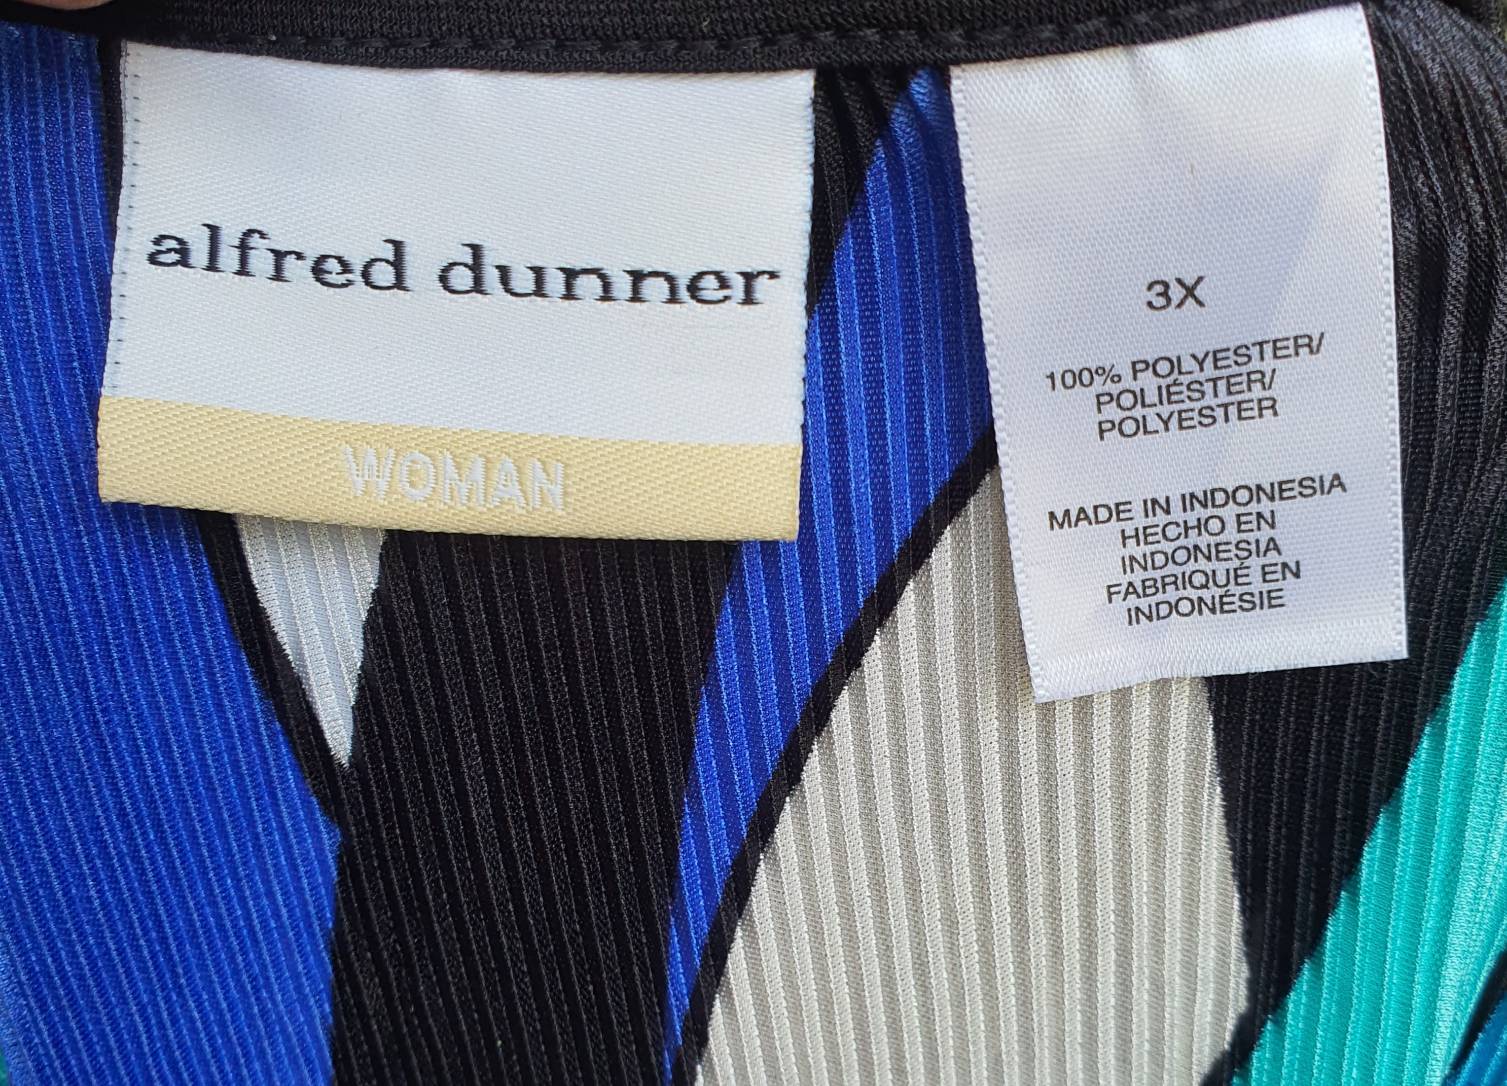 alfred dunner
WOMAN
3X
100% POLYESTER/
POLIÉSTER/
POLYESTER
MADE IN INDONESIA
HECHO EN
INDONESIA
FABRIQUÉ EN
INDONÉSIE